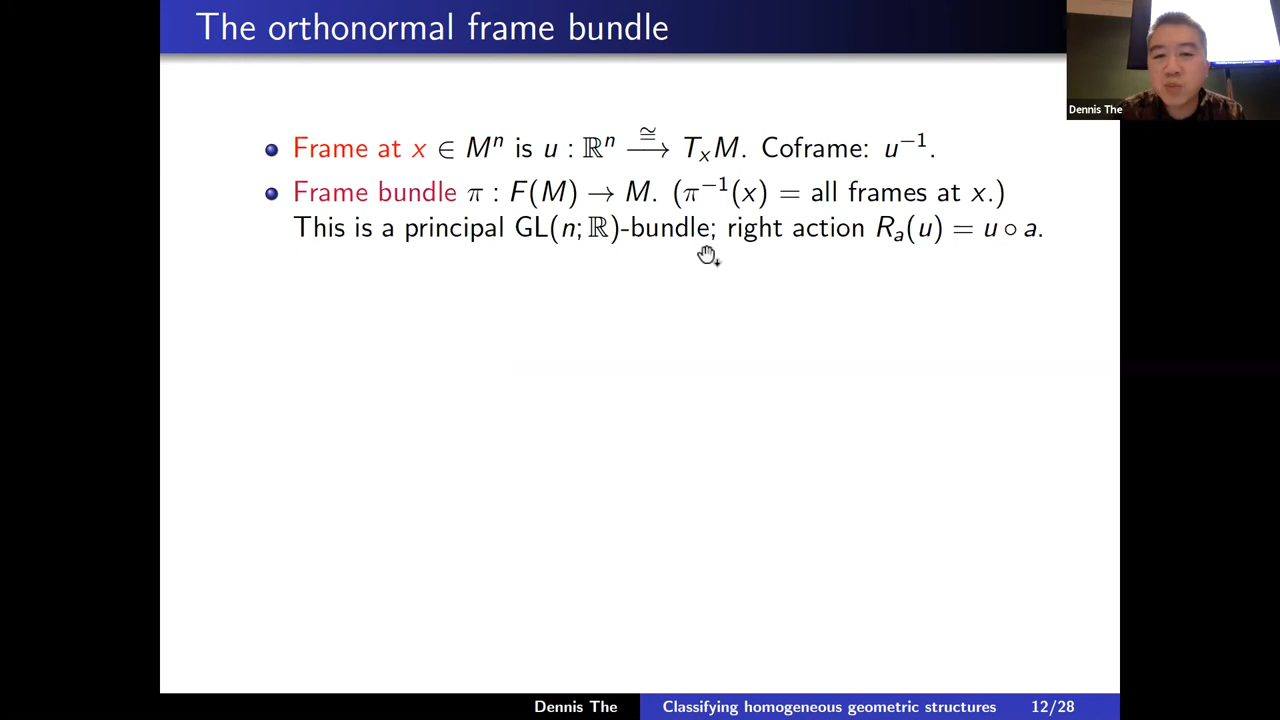 The orthonormal frame bundle
Dennis The
Frame at x ∈ Mⁿ is u : ℝⁿ ≅⟶ TₓM. Coframe: u⁻¹.
Frame bundle π : F(M) → M. (π⁻¹(x) = all frames at x.)
This is a principal GL(n; ℝ)-bundle; right action Rₐ(u) = u ∘ a.
Dennis The Classifying homogeneous geometric structures 12/28